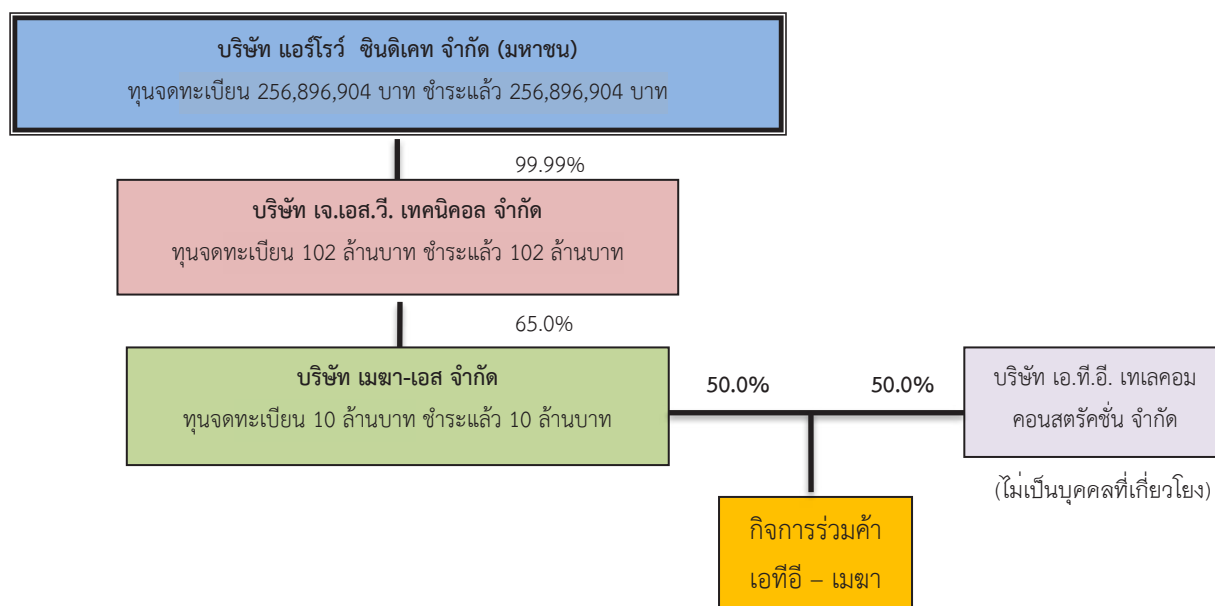 บริษัท แอร์โรว์ ซินดิเคท จำกัด (มหาชน)
ทุนจดทะเบียน 256,896,904 บาท ชำระแล้ว 256,896,904 บาท
99.99%
บริษัท เจ.เอส.วี. เทคนิคอล จำกัด
ทุนจดทะเบียน 102 ล้านบาท ชำระแล้ว 102 ล้านบาท
65.0%
บริษัท เมฆา-เอส จำกัด
ทุนจดทะเบียน 10 ล้านบาท ชำระแล้ว 10 ล้านบาท
50.0%
50.0%
บริษัท เอ.ที.อี. เทเลคอม
คอนสตรัคชั่น จำกัด
(ไม่เป็นบุคคลที่เกี่ยวโยง)
กิจการร่วมค้า
เอทีอี – เมฆา